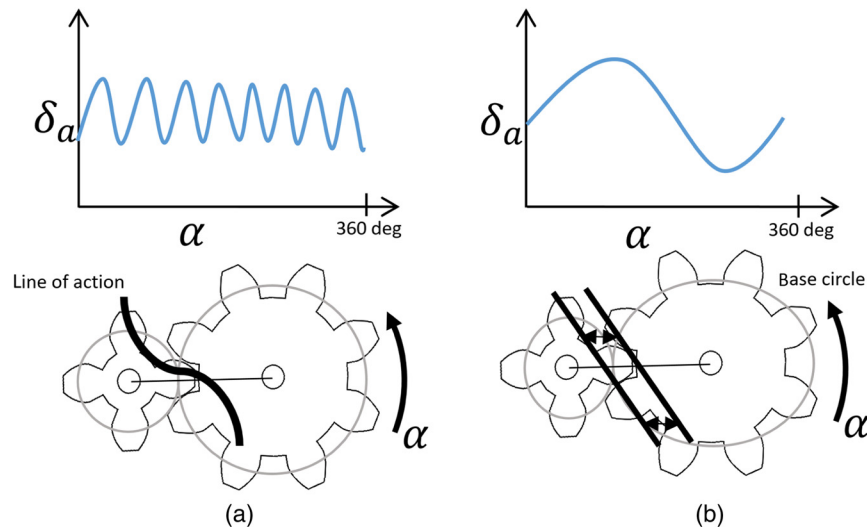 δa
α
360 deg
δa
α
360 deg
Line of action
α
(a)
Base circle
α
(b)